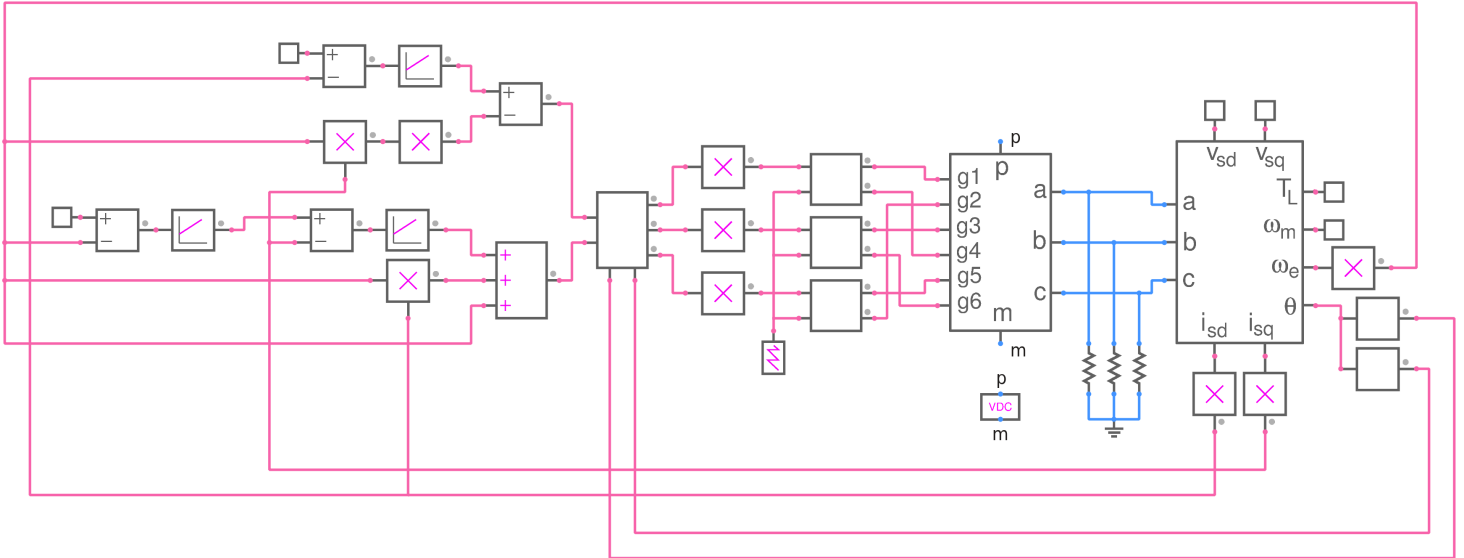 +
−
+
−
+
−
+
−
+
+
+
p
p
g1
g2
g3
g4
g5
g6
a
b
c
m
m
p
VDC
m
vsd
vsq
a
b
c
TL
ωm
ωe
θ
isd
isq